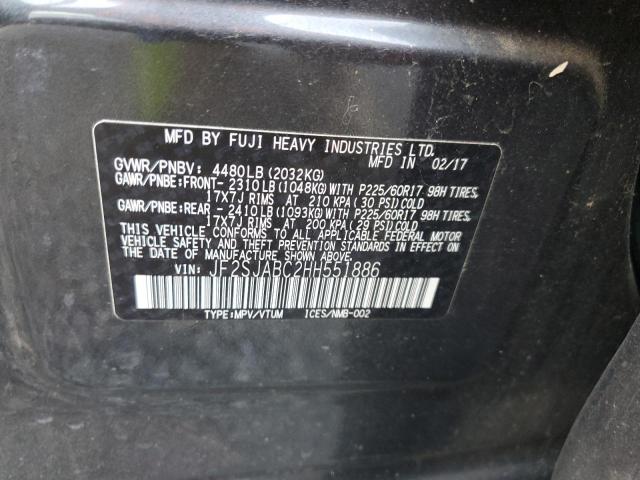 MFD BY FUJI HEAVY INDUSTRIES LTD.
MFD IN 02/17
GVWR/PNBV: 4480LB(2032KG)
GAWR/PNBE:FRONT- 2310LB(1048KG)WITH P225/60R17 98H TIRES,
17X7J RIMS AT 210 KPA(30 PSI)COLD
GAWR/PNBE:REAR - 2410LB(1093KG)WITH P225/60R17 98H TIRES,
17X7J RIMS AT 200 KPA(29 PSI)COLD
THIS VEHICLE CONFORMS TO ALL APPLICABLE FEDERAL MOTOR
VEHICLE SAFETY AND BUMPER STANDARDS IN EFFECT ON
THE DATE OF MANUFACTURE SHOWN ABOVE.
VIN: JF2SJABC2HH551886
TYPE:MPV/VTUM ICES/NMB-002